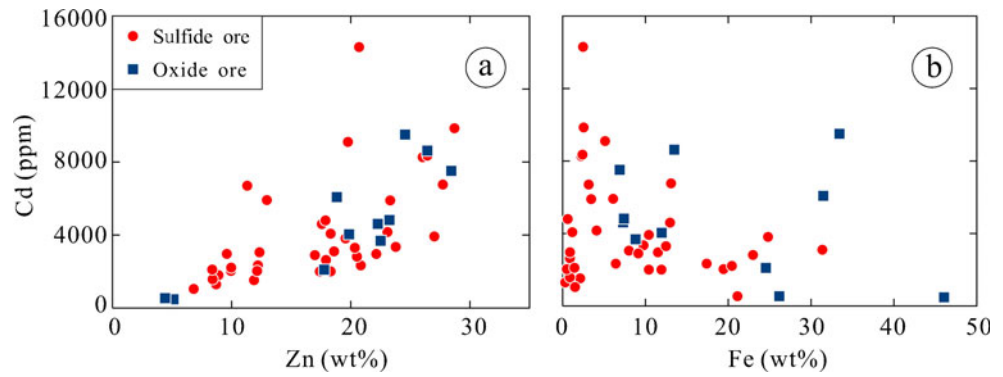 16000
12000
8000
4000
0
Cd (ppm)
Sulfide ore
Oxide ore
a
0 10 20 30
Zn (wt%)
b
0 10 20 30 40 50
Fe (wt%)